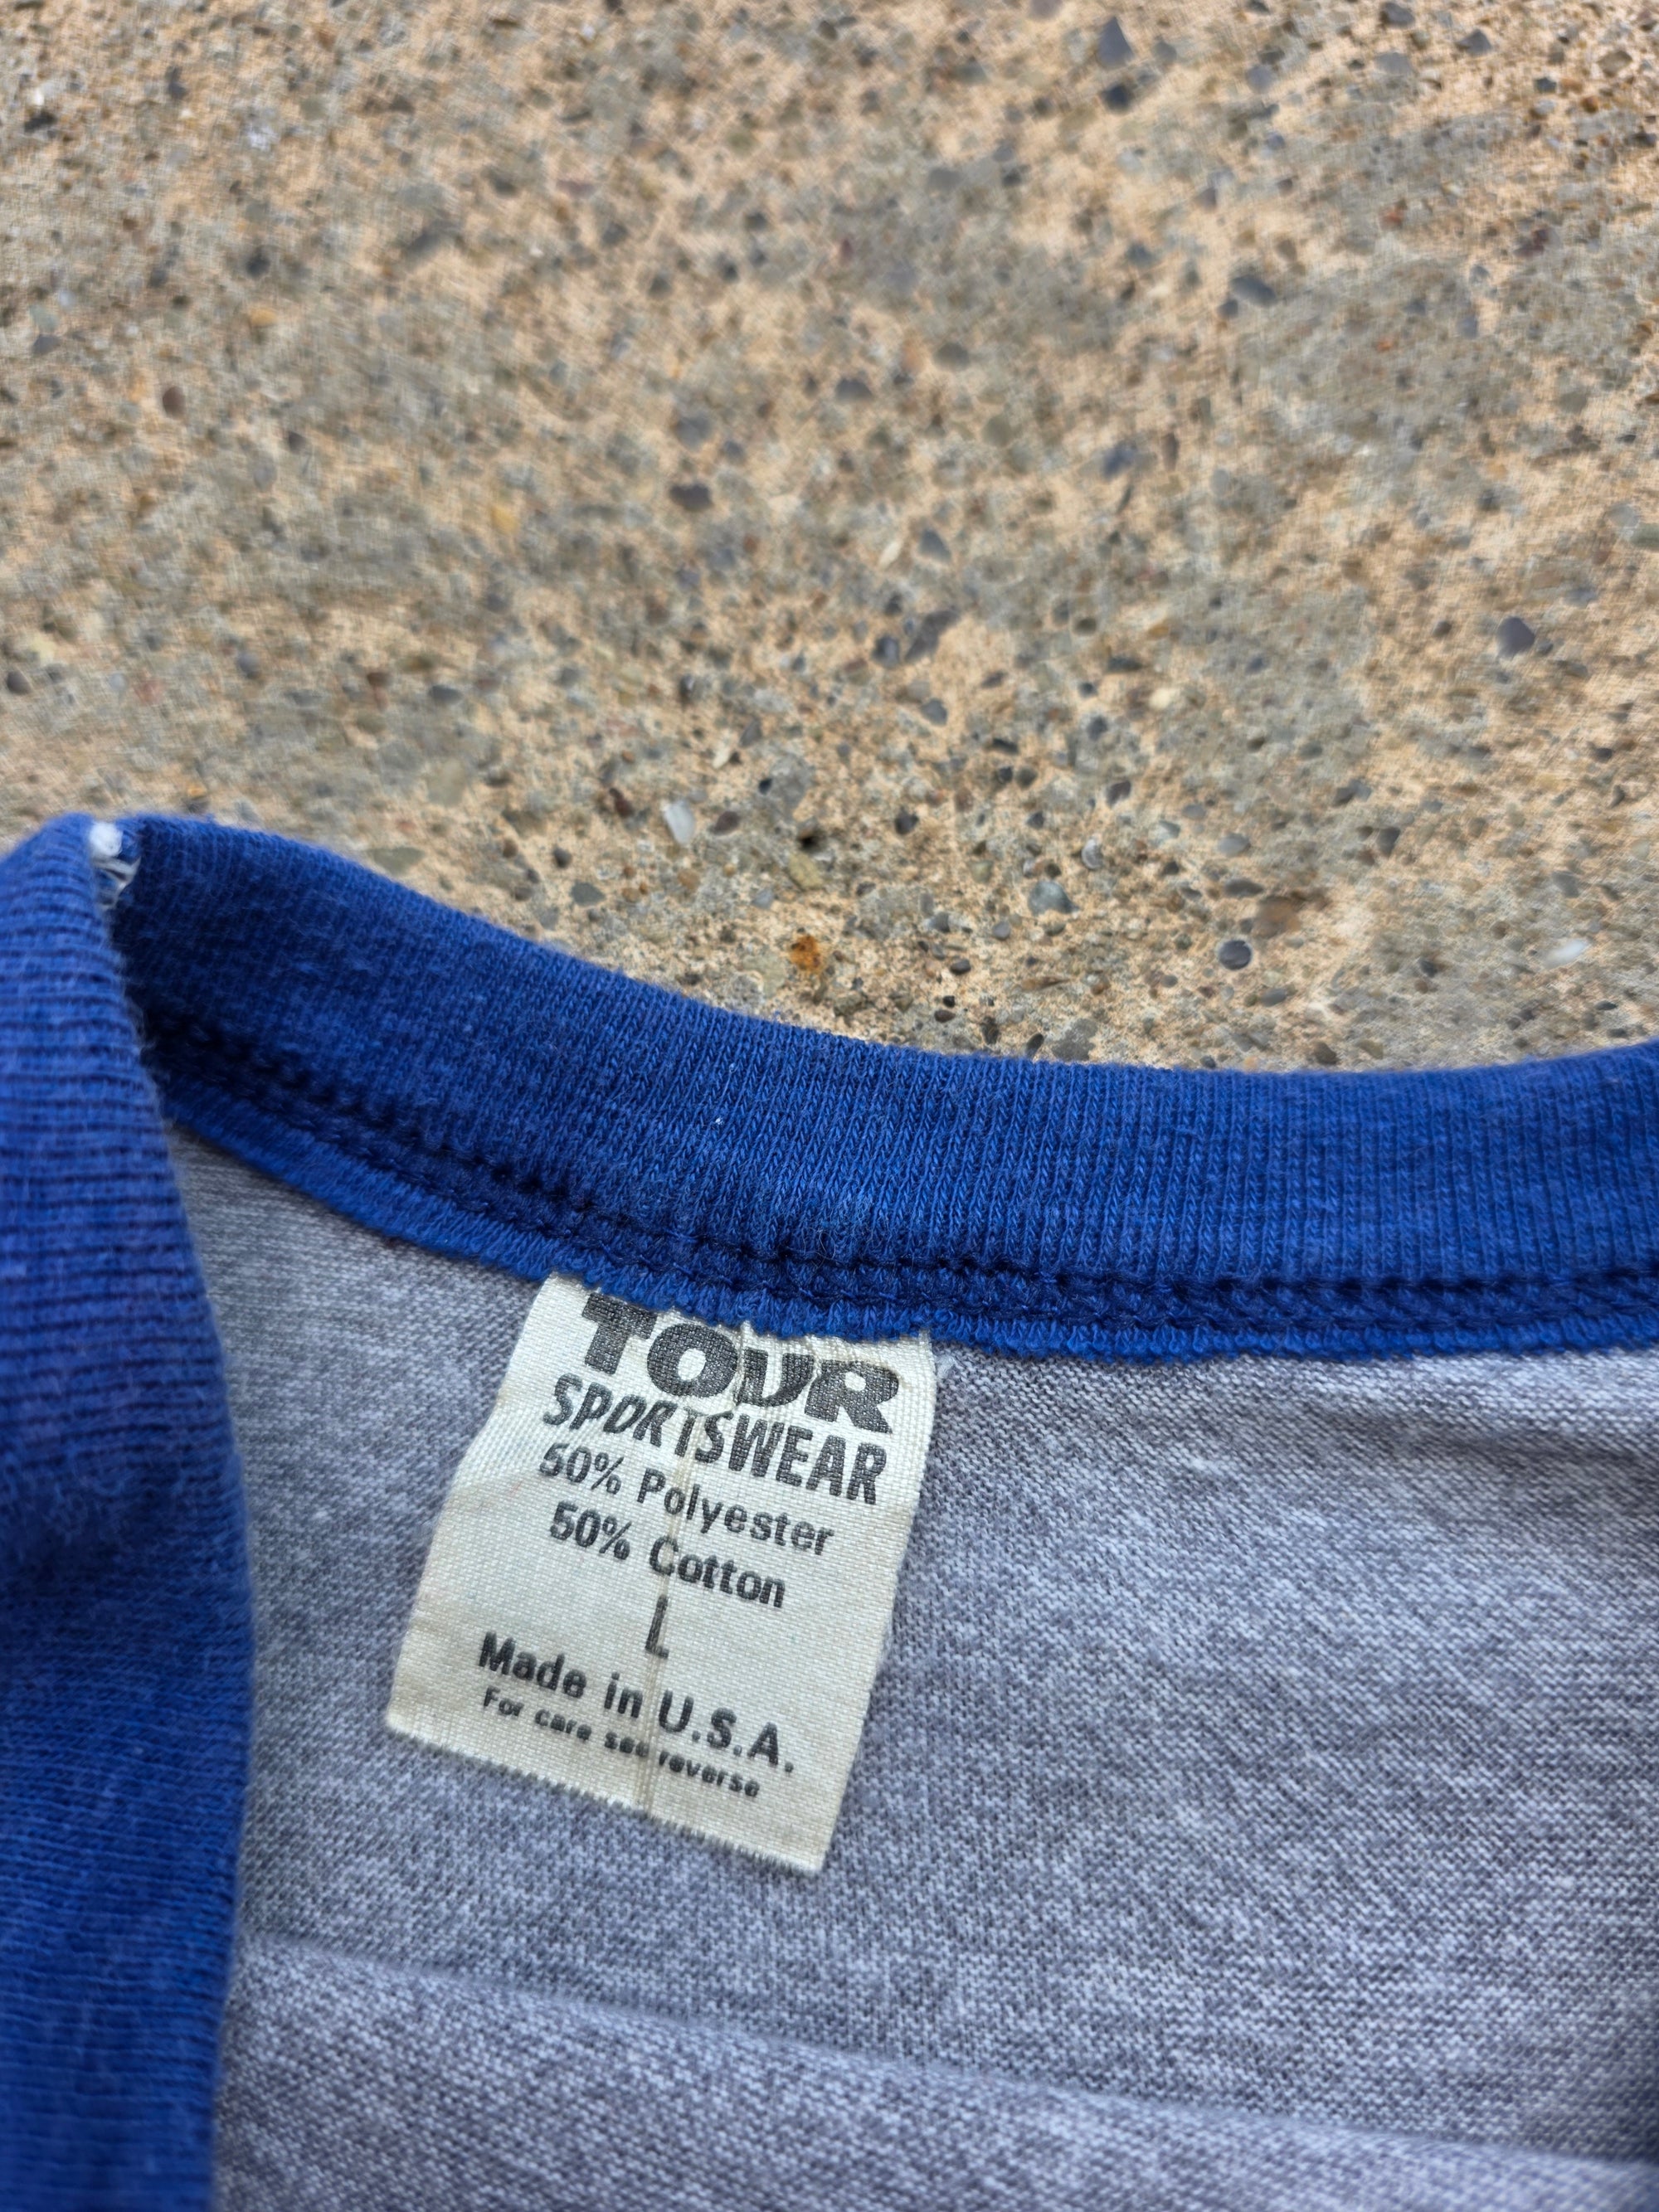 TOUR
SPORTSWEAR
50% Polyester
50% Cotton
L
Made in U.S.A.
For care see reverse